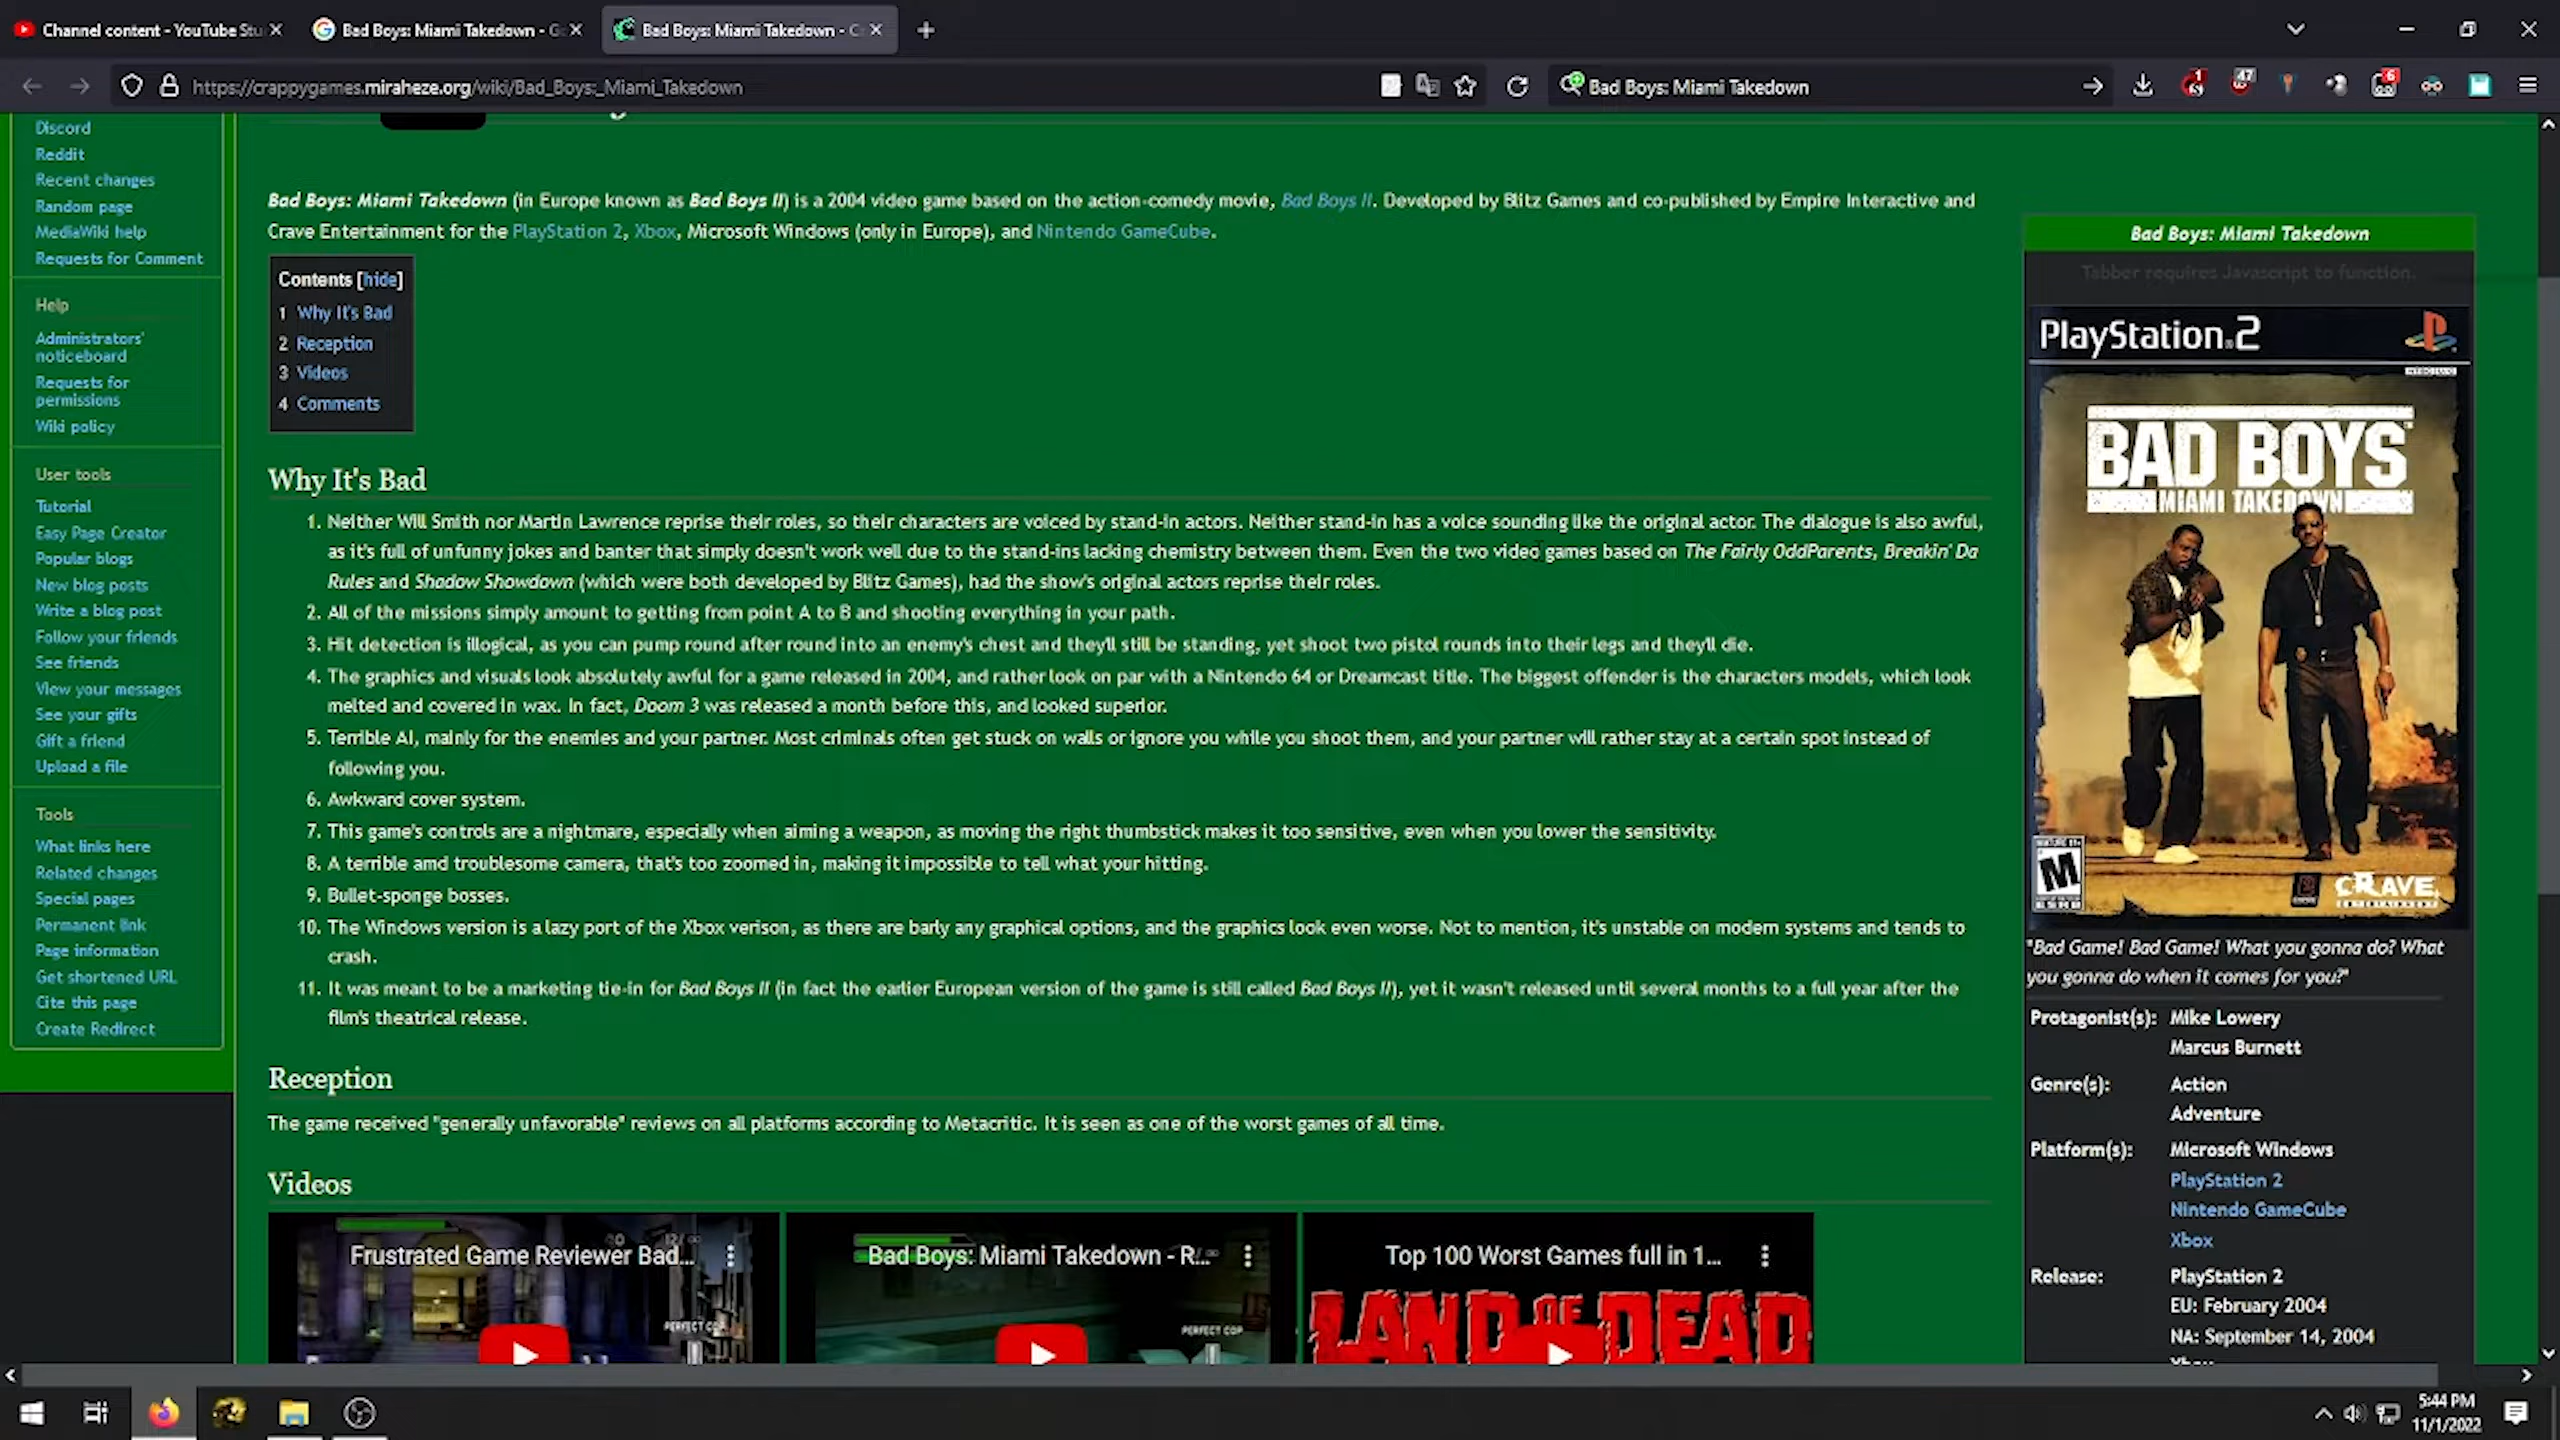 Channel content - YouTube Stu
Bad Boys: Miami Takedown - G
Bad Boys: Miami Takedown - C
https://crappygames.miraheze.org/wiki/Bad_Boys:_Miami_Takedown
Bad Boys: Miami Takedown
1
47
6
Discord
Reddit
Recent changes
Random page
MediaWiki help
Requests for Comment
Help
Administrators'
noticeboard
Requests for
permissions
Wiki policy
User tools
Tutorial
Easy Page Creator
Popular blogs
New blog posts
Write a blog post
Follow your friends
See friends
View your messages
See your gifts
Gift a friend
Upload a file
Tools
What links here
Related changes
Special pages
Permanent link
Page information
Get shortened URL
Cite this page
Create Redirect
Bad Boys: Miami Takedown (in Europe known as Bad Boys II) is a 2004 video game based on the action-comedy movie, Bad Boys II. Developed by Blitz Games and co-published by Empire Interactive and
Crave Entertainment for the PlayStation 2, Xbox, Microsoft Windows (only in Europe), and Nintendo GameCube.
Contents [hide]
1 Why It's Bad
2 Reception
3 Videos
4 Comments
Why It's Bad
1. Neither Will Smith nor Martin Lawrence reprise their roles, so their characters are voiced by stand-in actors. Neither stand-in has a voice sounding like the original actor. The dialogue is also awful,
as it's full of unfunny jokes and banter that simply doesn't work well due to the stand-ins lacking chemistry between them. Even the two video games based on The Fairly OddParents, Breakin' Da
Rules and Shadow Showdown (which were both developed by Blitz Games), had the show's original actors reprise their roles.
2. All of the missions simply amount to getting from point A to B and shooting everything in your path.
3. Hit detection is illogical, as you can pump round after round into an enemy's chest and they'll still be standing, yet shoot two pistol rounds into their legs and they'll die.
4. The graphics and visuals look absolutely awful for a game released in 2004, and rather look on par with a Nintendo 64 or Dreamcast title. The biggest offender is the characters models, which look
melted and covered in wax. In fact, Doom 3 was released a month before this, and looked superior.
5. Terrible AI, mainly for the enemies and your partner. Most criminals often get stuck on walls or ignore you while you shoot them, and your partner will rather stay at a certain spot instead of
following you.
6. Awkward cover system.
7. This game's controls are a nightmare, especially when aiming a weapon, as moving the right thumbstick makes it too sensitive, even when you lower the sensitivity.
8. A terrible amd troublesome camera, that's too zoomed in, making it impossible to tell what your hitting.
9. Bullet-sponge bosses.
10. The Windows version is a lazy port of the Xbox verison, as there are barly any graphical options, and the graphics look even worse. Not to mention, it's unstable on modern systems and tends to
crash.
11. It was meant to be a marketing tie-in for Bad Boys II (in fact the earlier European version of the game is still called Bad Boys II), yet it wasn't released until several months to a full year after the
film's theatrical release.
Reception
The game received "generally unfavorable" reviews on all platforms according to Metacritic. It is seen as one of the worst games of all time.
Videos
Frustrated Game Reviewer Bad...
PERFECT COP
Bad Boys: Miami Takedown - R...
PERFECT COP
Top 100 Worst Games full in 1...
LAND OF DEAD
Bad Boys: Miami Takedown
Tabber requires Javascript to function.
PlayStation 2
BAD BOYS
MIAMI TAKEDOWN
M
CRAVE
ENTERTAINMENT
"Bad Game! Bad Game! What you gonna do? What
you gonna do when it comes for you?"
Protagonist(s): Mike Lowery
Marcus Burnett
Genre(s): Action
Adventure
Platform(s): Microsoft Windows
PlayStation 2
Nintendo GameCube
Xbox
Release: PlayStation 2
EU: February 2004
NA: September 14, 2004
Xbox
5:44 PM
11/1/2022